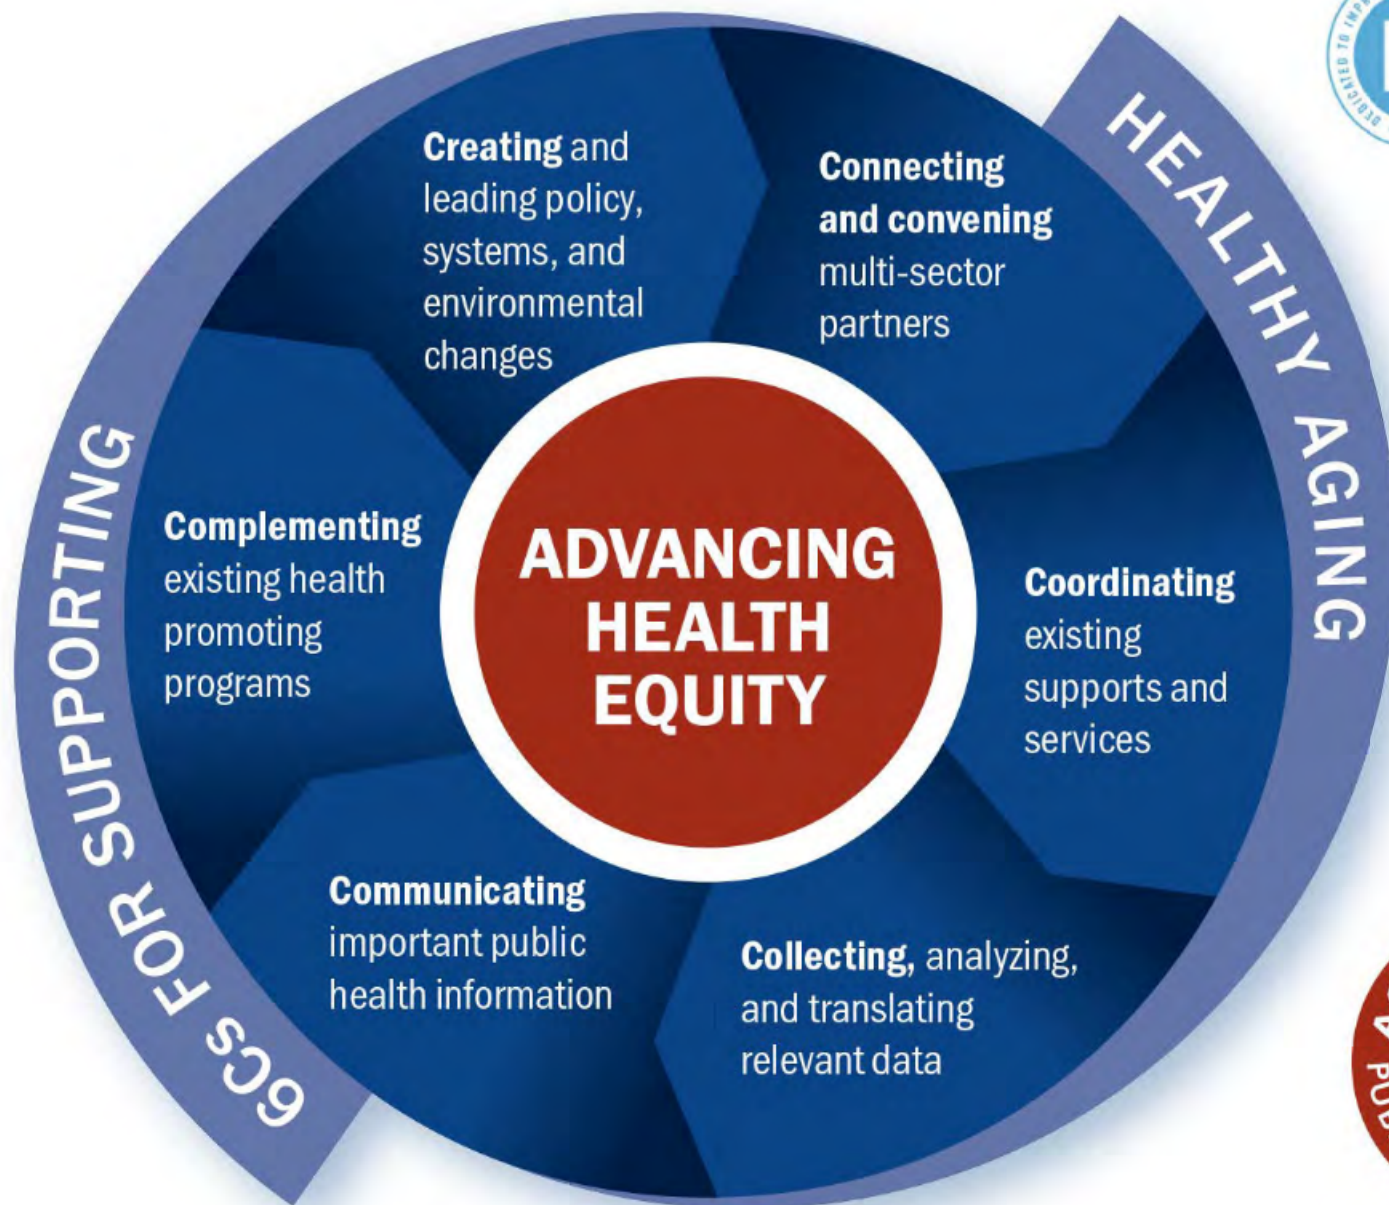 6Cs FOR SUPPORTING
HEALTHY AGING
Creating and
leading policy,
systems, and
environmental
changes
Connecting
and convening
multi-sector
partners
Coordinating
existing
supports and
services
Collecting, analyzing,
and translating
relevant data
Communicating
important public
health information
Complementing
existing health
promoting
programs
ADVANCING
HEALTH
EQUITY
DEDICATED TO